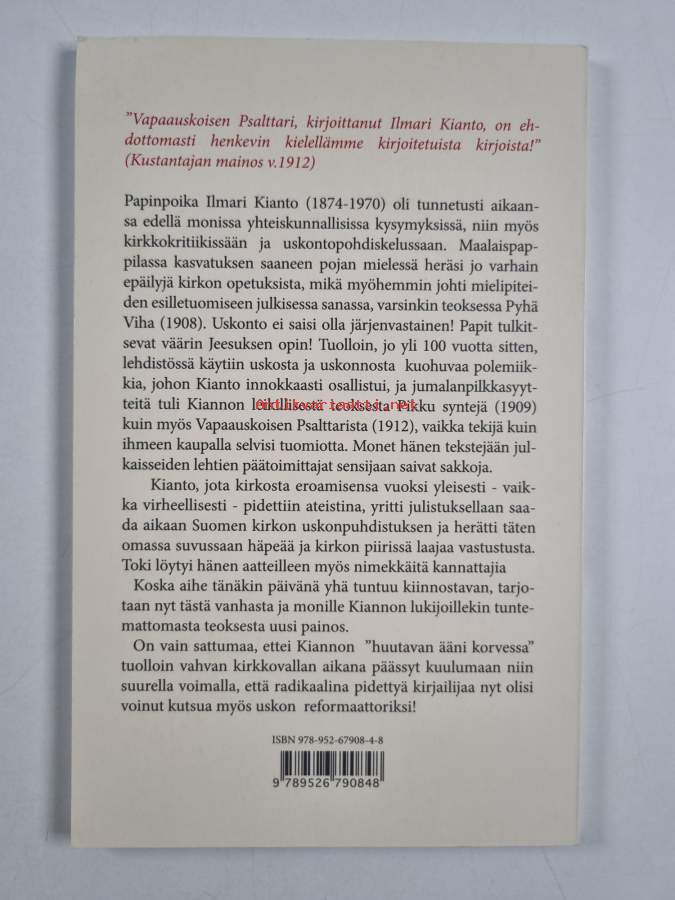 "Vapaauskoisen Psalttari, kirjoittanut Ilmari Kianto, on eh-
dottomasti henkevin kielellämme kirjoitetuista kirjoista!"
(Kustantajan mainos v.1912)
Papinpoika Ilmari Kianto (1874-1970) oli tunnetusti aikaan-
sa edellä monissa yhteiskunnallisissa kysymyksissä, niin myös
kirkkokritiikissään ja uskontopohdiskelussaan. Maalaispap-
pilassa kasvatuksen saaneen pojan mielessä heräsi jo varhain
epäilyjä kirkon opetuksista, mikä myöhemmin johti mielipitei-
den esilletuomiseen julkisessa sanassa, varsinkin teoksessa Pyhä
Viha (1908). Uskonto ei saisi olla järjenvastainen! Papit tulkit-
sevat väärin Jeesuksen opin! Tuolloin, jo yli 100 vuotta sitten,
lehdistössä käytiin uskosta ja uskonnosta kuohuvaa polemiik-
kia, johon Kianto innokkaasti osallistui, ja jumalanpilkkasyyt-
teitä tuli Kiannon leikillisestä teoksesta Pikku syntejä (1909)
kuin myös Vapaauskoisen Psalttarista (1912), vaikka tekijä kuin
ihmeen kaupalla selvisi tuomiotta. Monet hänen tekstejään jul-
kaisseiden lehtien päätoimittajat sensijaan saivat sakkoja.
Kianto, jota kirkosta eroamisensa vuoksi yleisesti - vaik-
ka virheellisesti - pidettiin ateistina, yritti julistuksellaan saa-
da aikaan Suomen kirkon uskonpuhdistuksen ja herätti täten
omassa suvussaan häpeää ja kirkon piirissä laajaa vastustusta.
Toki löytyi hänen aatteilleen myös nimekkäitä kannattajia
Koska aihe tänäkin päivänä yhä tuntuu kiinnostavan, tarjo-
taan nyt tästä vanhasta ja monille Kiannon lukijoillekin tunte-
mattomasta teoksesta uusi painos.
On vain sattumaa, ettei Kiannon "huutavan ääni korvessa"
tuolloin vahvan kirkkovallan aikana päässyt kuulumaan niin
suurella voimalla, että radikaalina pidettyä kirjailijaa nyt olisi
voinut kutsua myös uskon reformaattoriksi!
ISBN 978-952-67908-4-8
9 789526 790848